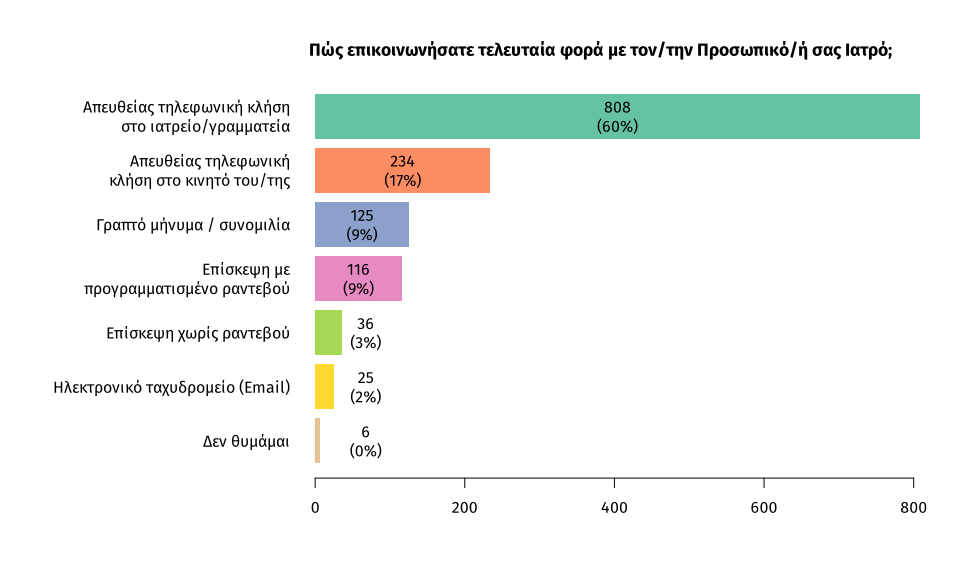 Πώς επικοινωνήσατε τελευταία φορά με τον/την Προσωπικό/ή σας Ιατρό;
Απευθείας τηλεφωνική κλήση
στο ιατρείο/γραμματεία
808
(60%)
Απευθείας τηλεφωνική
κλήση στο κινητό του/της
234
(17%)
Γραπτό μήνυμα / συνομιλία
125
(9%)
Επίσκεψη με
προγραμματισμένο ραντεβού
116
(9%)
Επίσκεψη χωρίς ραντεβού
36
(3%)
Ηλεκτρονικό ταχυδρομείο (Email)
25
(2%)
Δεν θυμάμαι
6
(0%)
0 200 400 600 800